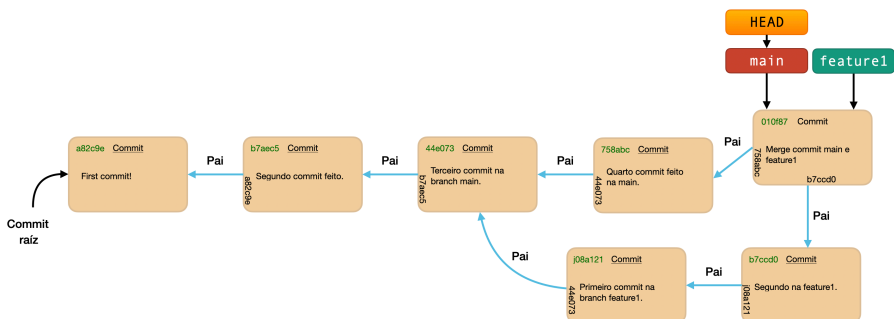 HEAD
main
feature1
010f87 Commit
Merge commit main e
feature1
758abc
b7ccd0
a82c9e Commit
First commit!
Pai
b7aec5 Commit
Segundo commit feito.
a82c9e
Pai
44e073 Commit
Terceiro commit na
branch main.
b7aec5
Pai
758abc Commit
Quarto commit feito
na main.
44e073
Pai
Commit
raíz
Pai
j08a121 Commit
Primeiro commit na
branch feature1.
44e073
Pai
b7ccd0 Commit
Segundo na feature1.
j08a121